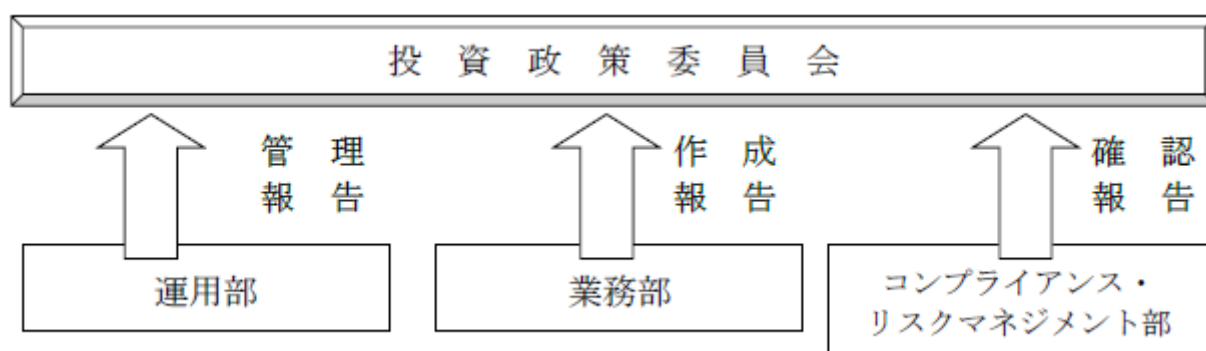 投資政策委員会
管理
報告
作成
報告
確認
報告
運用部
業務部
コンプライアンス・
リスクマネジメント部